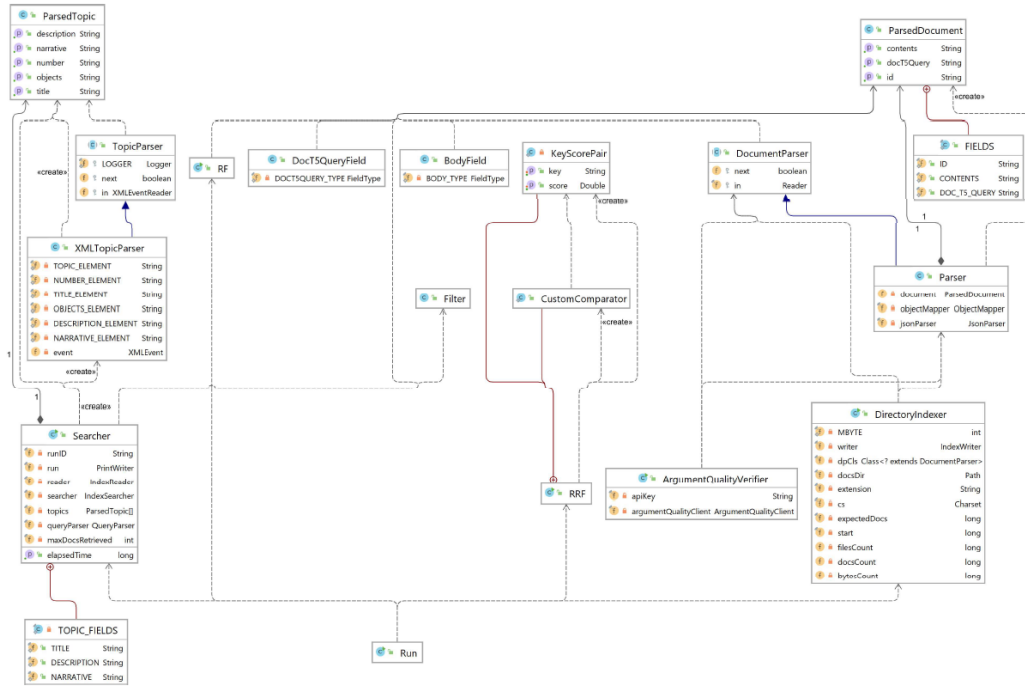 ParsedTopic
description String
narrative String
number String
objects String
title String
ParsedDocument
contents String
docT5Query String
id String
«create»
TopicParser
LOGGER Logger
next boolean
in XMLEventReader
RF
DocT5QueryField
DOCT5QUERY_TYPE FieldType
BodyField
BODY_TYPE FieldType
KeyScorePair
key String
score Double
DocumentParser
next boolean
in Reader
FIELDS
ID String
CONTENTS String
DOC_T5_QUERY String
«create»
«create»
XMLTopicParser
TOPIC_ELEMENT String
NUMBER_ELEMENT String
TITLE_ELEMENT String
OBJECTS_ELEMENT String
DESCRIPTION_ELEMENT String
NARRATIVE_ELEMENT String
event XMLEvent
Filter
CustomComparator
1
1
Parser
document ParsedDocument
objectMapper ObjectMapper
jsonParser JsonParser
«create»
1
«create»
1
«create»
Searcher
runID String
run PrintWriter
reader IndexReader
searcher IndexSearcher
topics ParsedTopic[]
queryParser QueryParser
maxDocsRetrieved int
elapsedTime long
RRF
ArgumentQualityVerifier
apiKey String
argumentQualityClient ArgumentQualityClient
DirectoryIndexer
MBYTE int
writer IndexWriter
dpCls Class<? extends DocumentParser>
docsDir Path
extension String
cs Charset
expectedDocs long
start long
filesCount long
docsCount long
bytesCount long
TOPIC_FIELDS
TITLE String
DESCRIPTION String
NARRATIVE String
Run